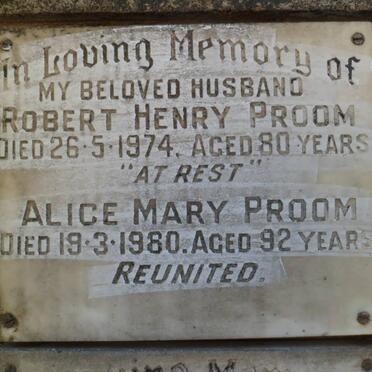 In Loving Memory of
MY BELOVED HUSBAND
ROBERT HENRY PROOM
DIED 26·5·1974. AGED 80 YEARS
"AT REST"
ALICE MARY PROOM
DIED 19·3·1980. AGED 92 YEARS
REUNITED.